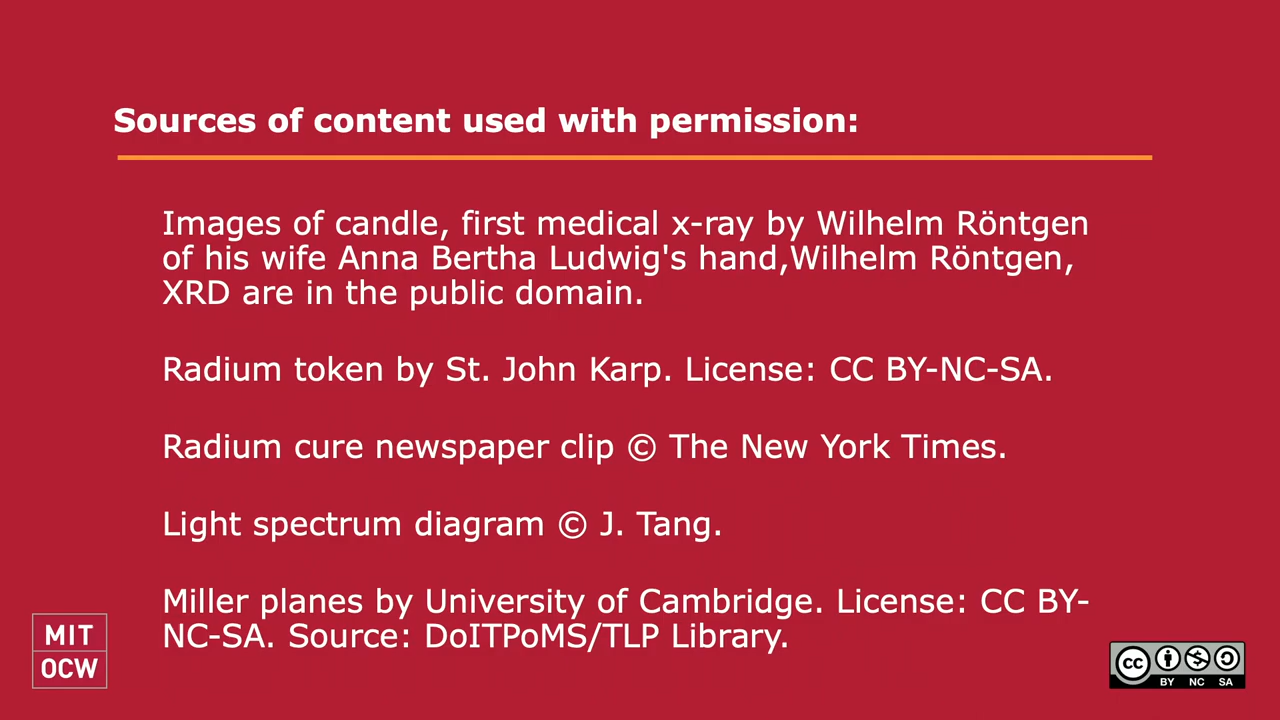 Sources of content used with permission:
Images of candle, first medical x-ray by Wilhelm Röntgen
of his wife Anna Bertha Ludwig's hand,Wilhelm Röntgen,
XRD are in the public domain.
Radium token by St. John Karp. License: CC BY-NC-SA.
Radium cure newspaper clip © The New York Times.
Light spectrum diagram © J. Tang.
Miller planes by University of Cambridge. License: CC BY-
NC-SA. Source: DoITPoMS/TLP Library.
MIT
OCW
cc
BY NC SA